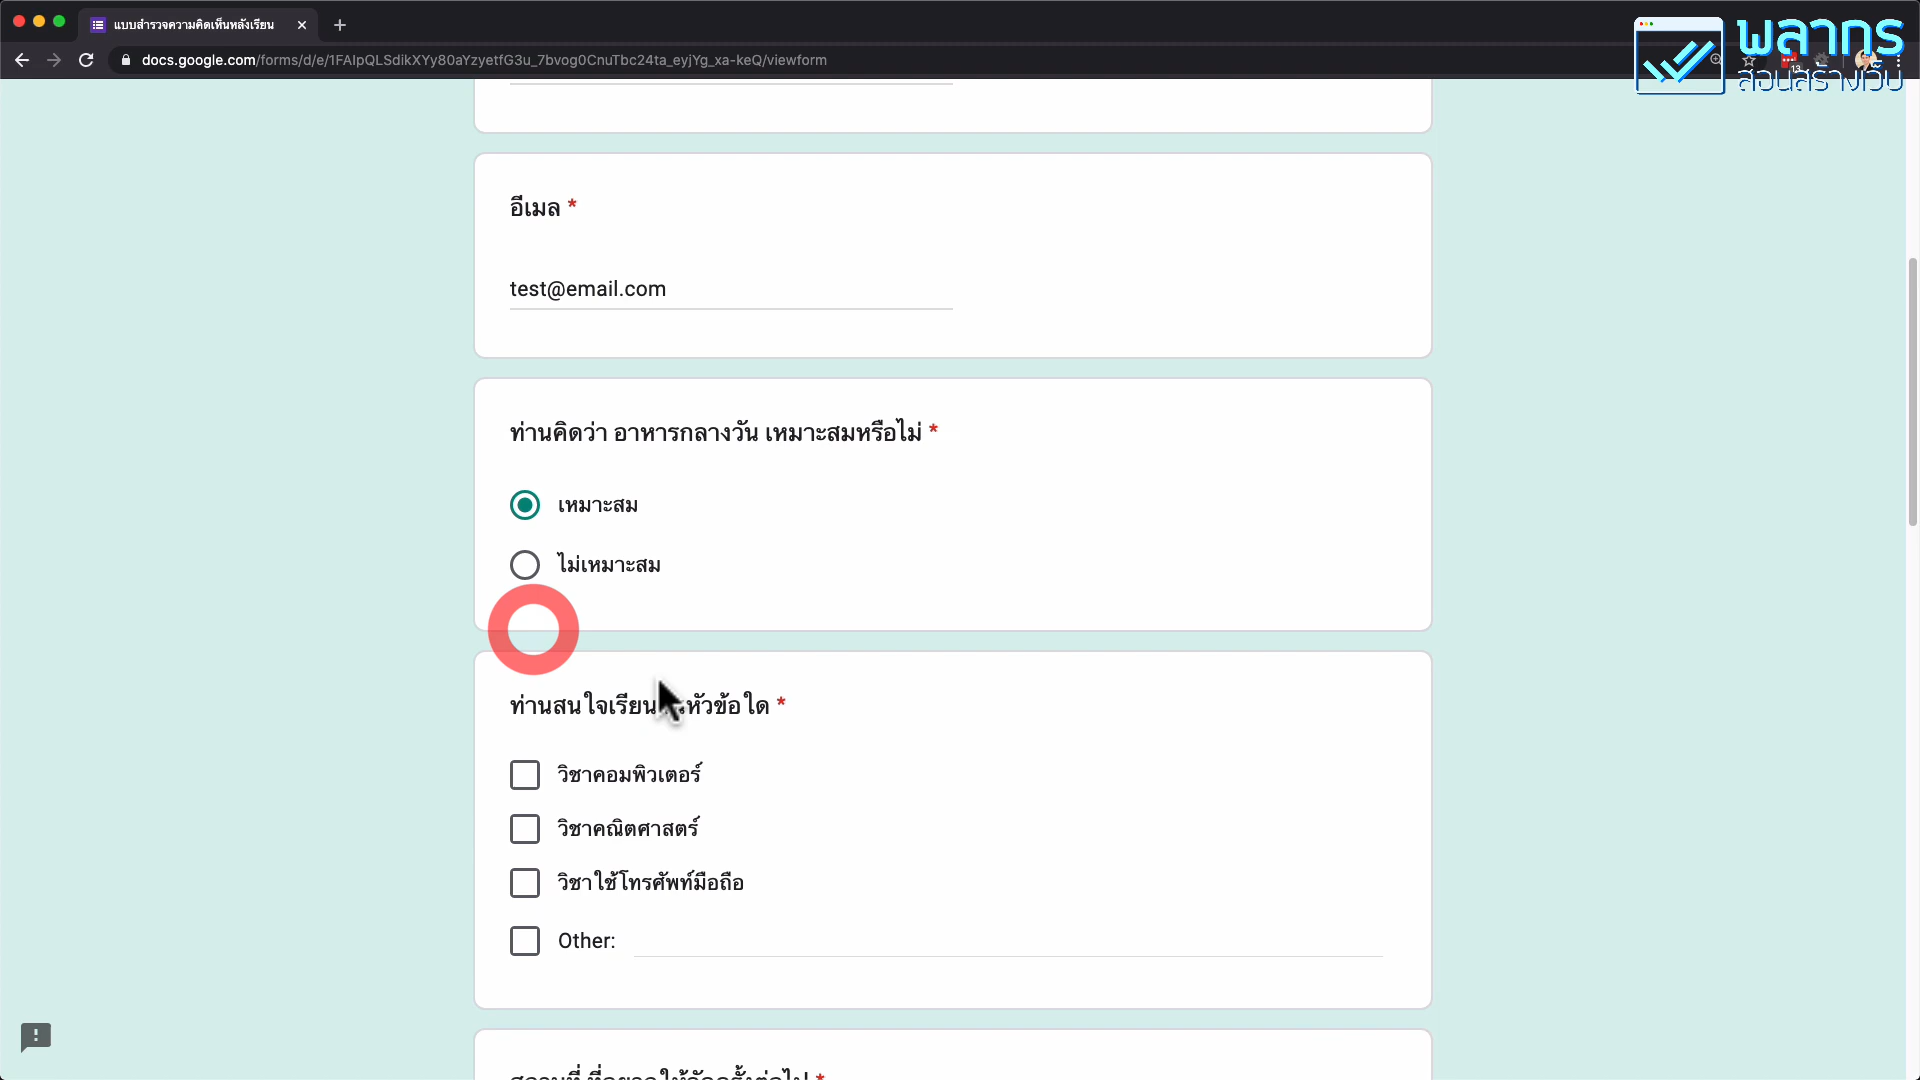 แบบสำรวจความคิดเห็นหลังเรียน
docs.google.com/forms/d/e/1FAIpQLSdikXYy80aYzyetfG3u_7bvog0CnuTbc24ta_eyjYg_xa-keQ/viewform
พลากร
สอนสร้างเว็บ
13
อีเมล *
test@email.com
ท่านคิดว่า อาหารกลางวัน เหมาะสมหรือไม่ *
เหมาะสม
ไม่เหมาะสม
ท่านสนใจเรียน หัวข้อใด *
วิชาคอมพิวเตอร์
วิชาคณิตศาสตร์
วิชาใช้โทรศัพท์มือถือ
Other: